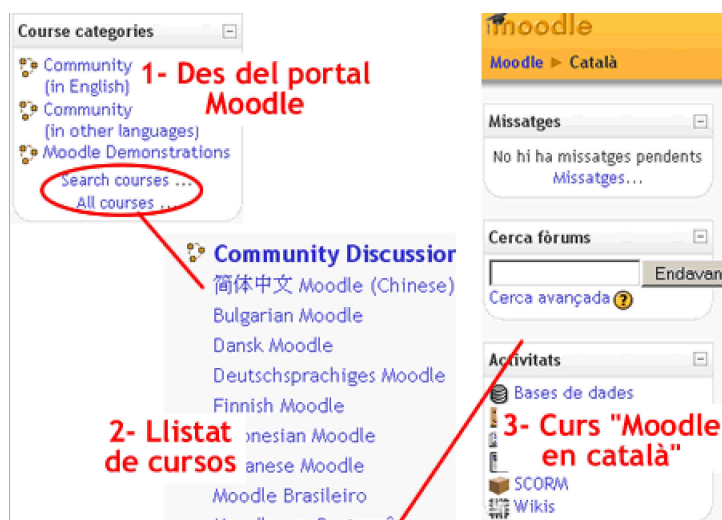 Course categories
Community
(in English)
Community
(in other languages)
Moodle Demonstrations
Search courses ...
All courses ...
1- Des del portal
Moodle
Community Discussion
简体中文 Moodle (Chinese)
Bulgarian Moodle
Dansk Moodle
Deutschsprachiges Moodle
Finnish Moodle
onesian Moodle
anese Moodle
Moodle Brasileiro
2- Llistat
de cursos
moodle
Moodle ► Català
Missatges
No hi ha missatges pendents
Missatges...
Cerca fòrums
Endavan
Cerca avançada
Activitats
Bases de dades
3- Curs "Moodle
en català"
SCORM
Wikis